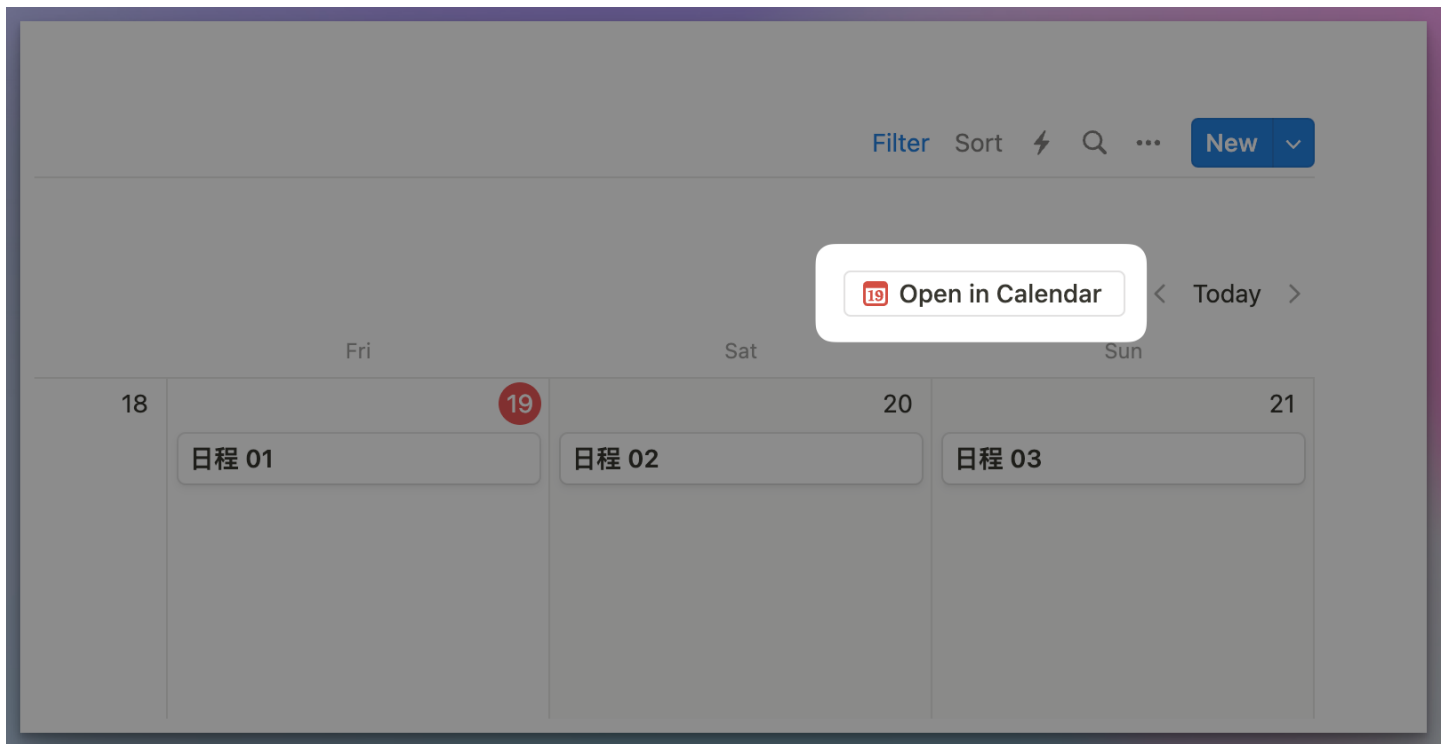 Filter Sort New
19 Open in Calendar Today
Fri Sat Sun
18 19 20 21
日程 01 日程 02 日程 03